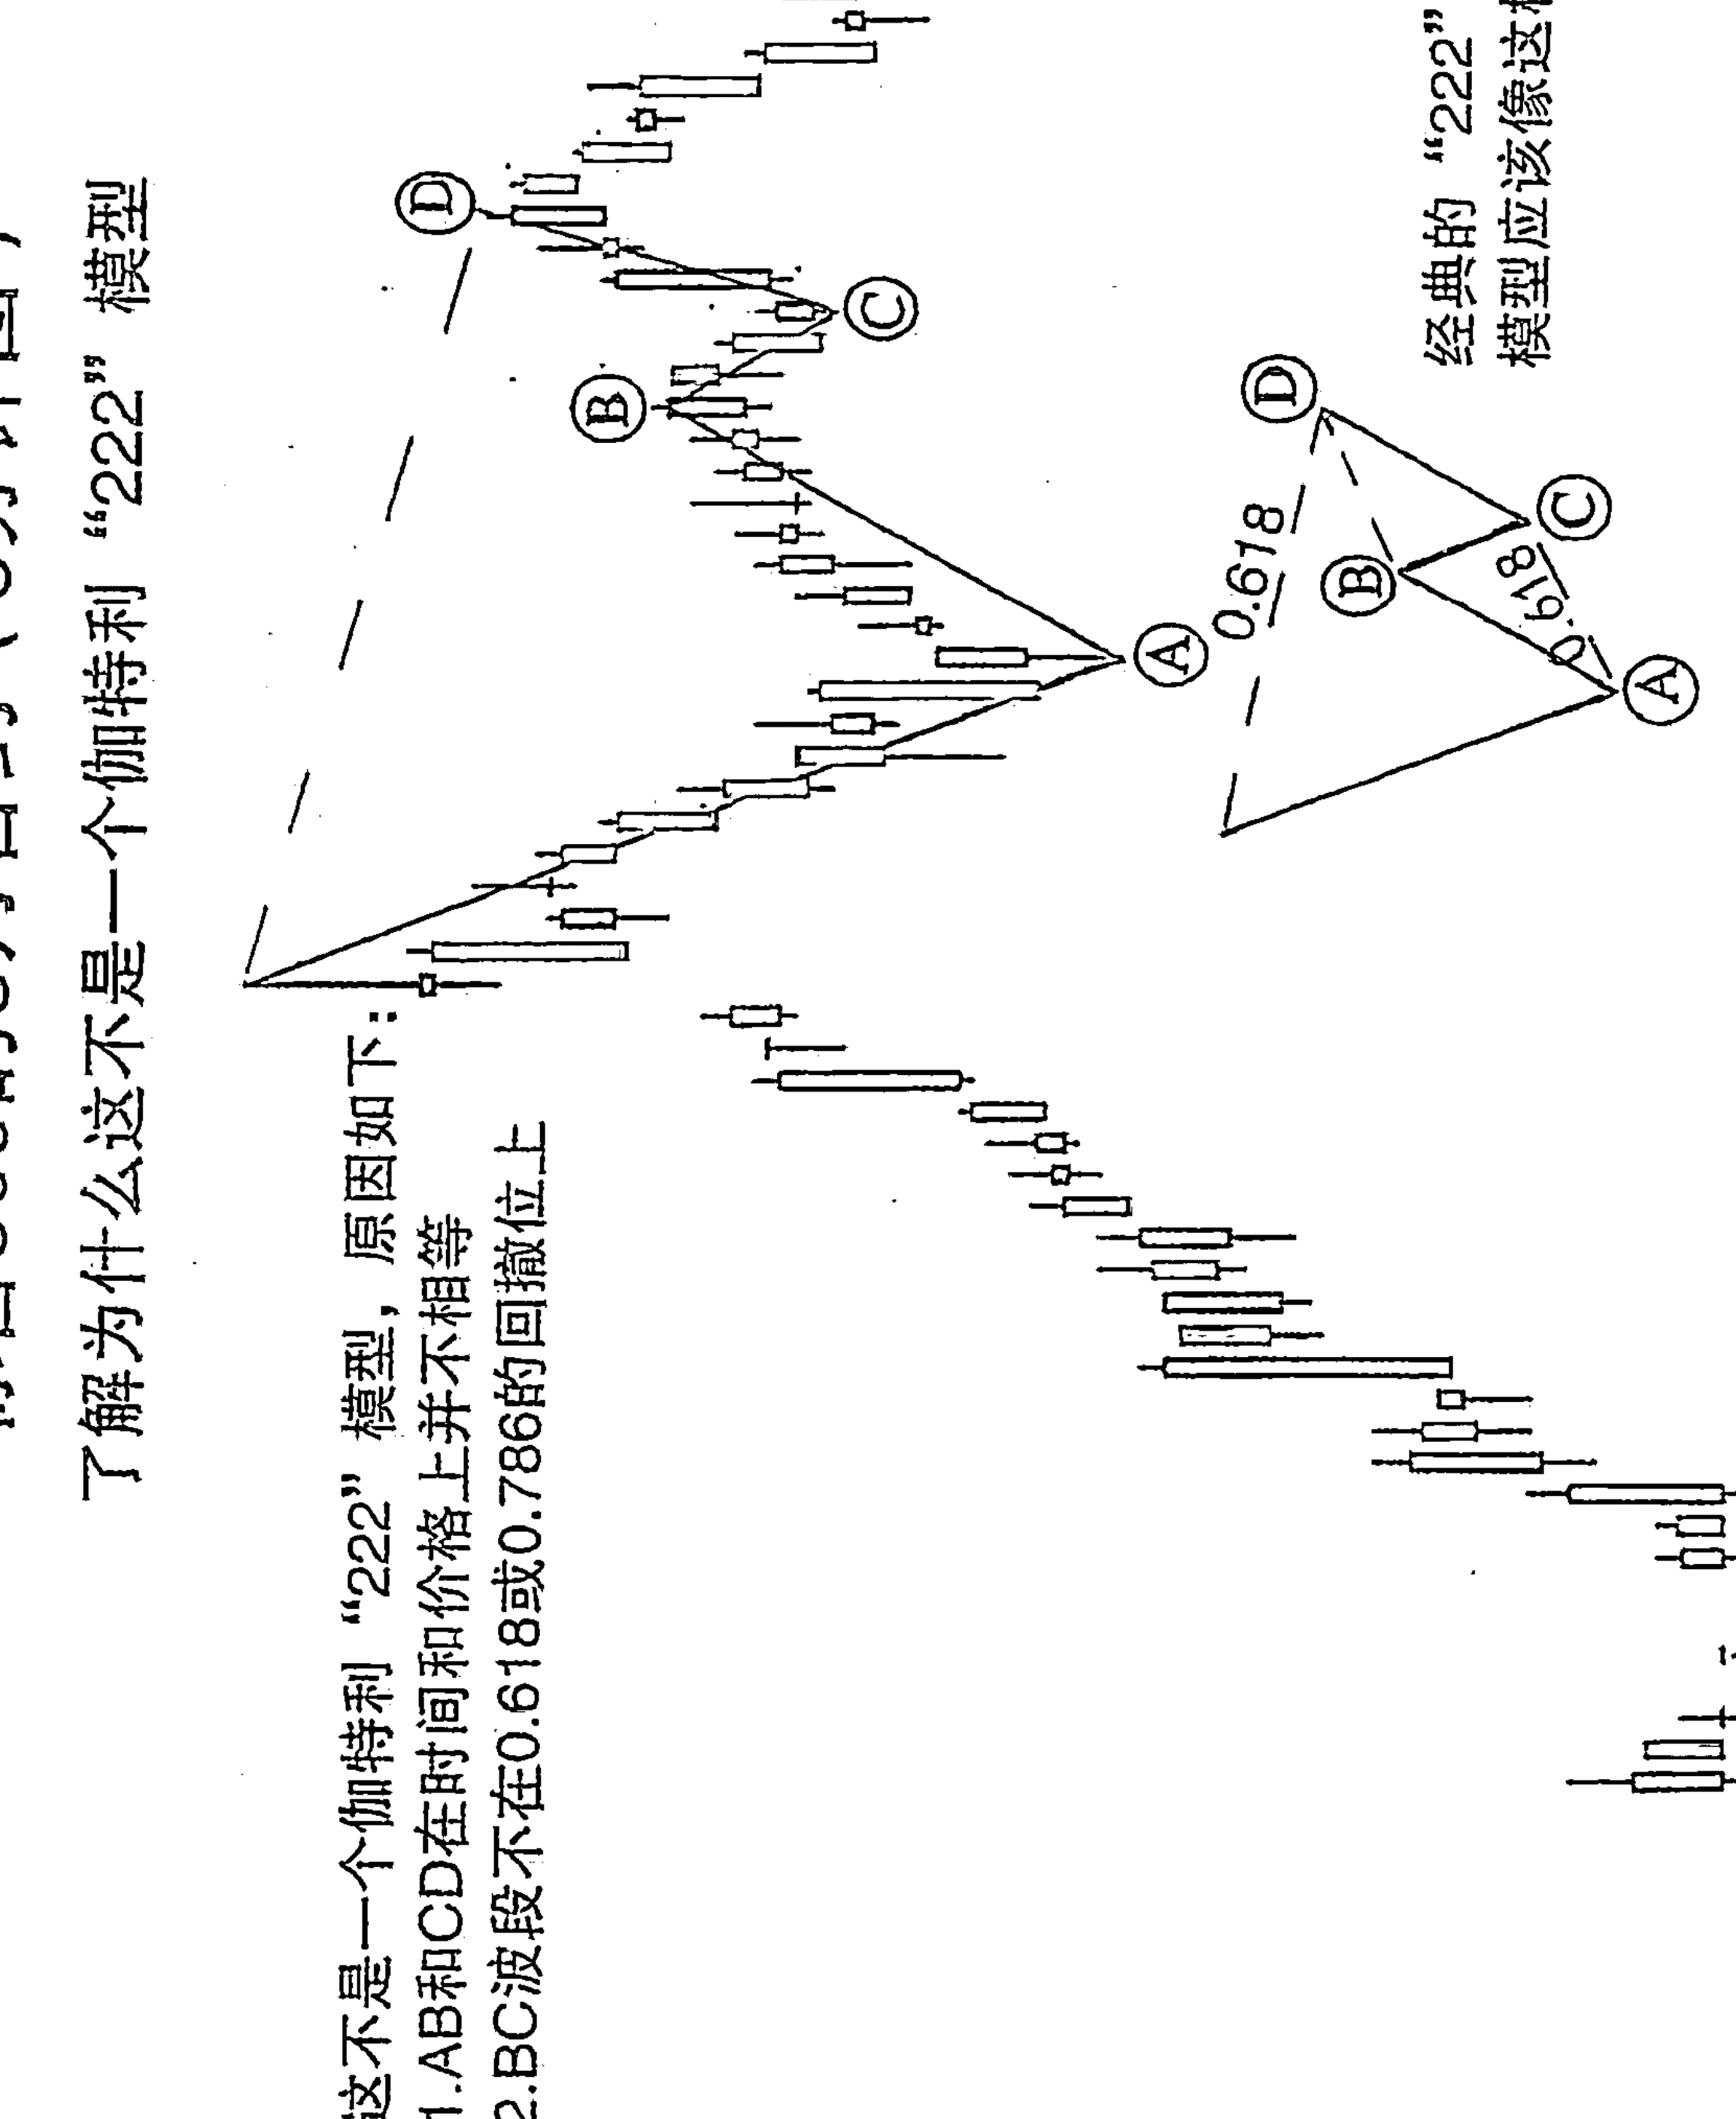 了解为什么这不是一个伽特利 “222” 模型
这不是一个伽特利 “222” 模型，原因如下：
1.AB和CD在时间和价格上并不相等
2.BC波段不在0.618或0.786的回撤位上
D
B
C
A
0.618
D
B
0.618
C
A
经典的 “222”
模型应该像这